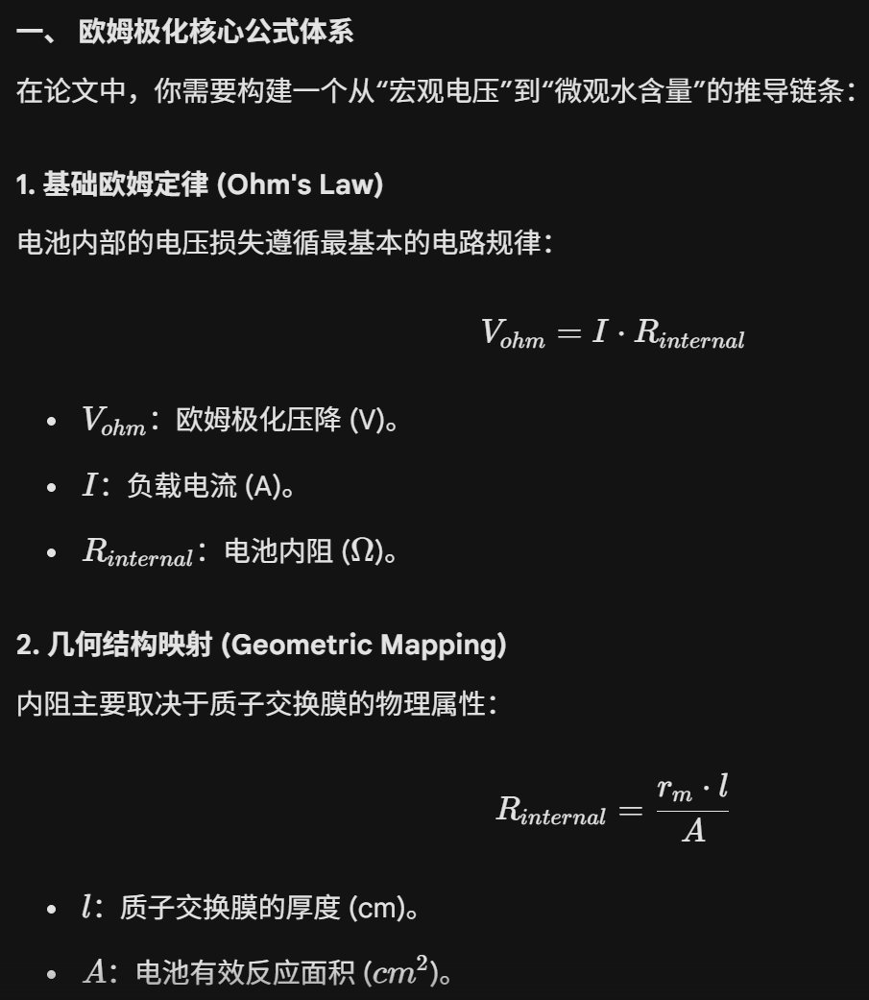 一、 欧姆极化核心公式体系
在论文中，你需要构建一个从“宏观电压”到“微观水含量”的推导链条：
1. 基础欧姆定律 (Ohm's Law)
电池内部的电压损失遵循最基本的电路规律：
V_{ohm} = I · R_{internal}
• V_{ohm}：欧姆极化压降 (V)。
• I：负载电流 (A)。
• R_{internal}：电池内阻 (Ω)。
2. 几何结构映射 (Geometric Mapping)
内阻主要取决于质子交换膜的物理属性：
R_{internal} = \frac{r_m · l}{A}
• l：质子交换膜的厚度 (cm)。
• A：电池有效反应面积 (cm^2)。